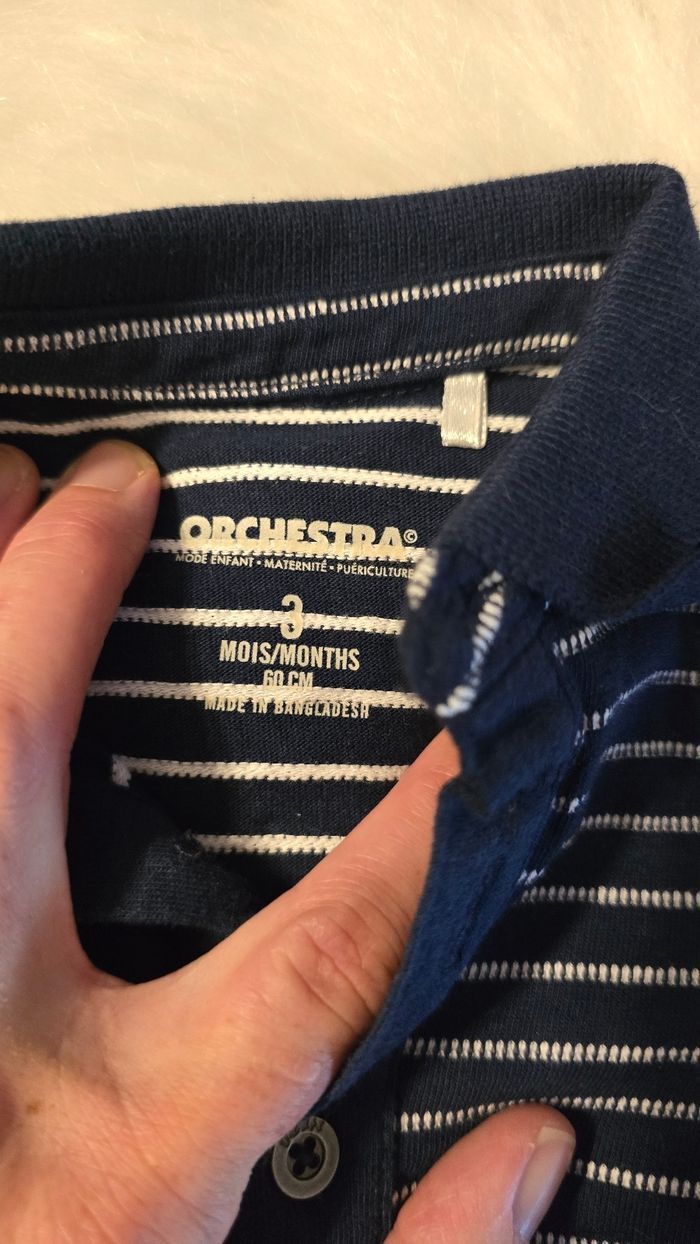 ORCHESTRA©
MODE ENFANT • MATERNITÉ • PUÉRICULTURE
3
MOIS/MONTHS
60 CM
MADE IN BANGLADESH